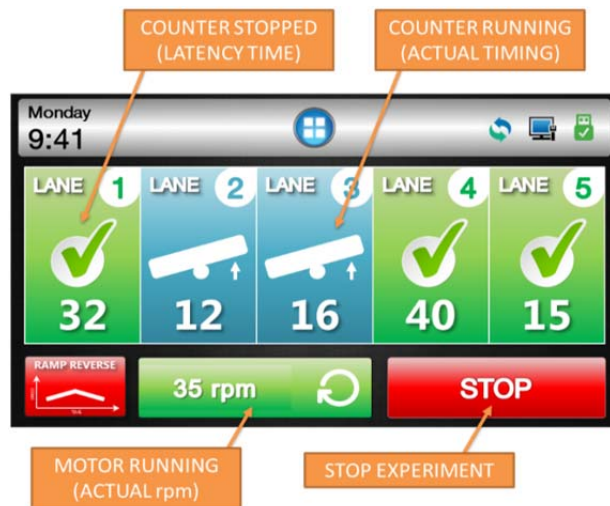 COUNTER STOPPED
(LATENCY TIME)
COUNTER RUNNING
(ACTUAL TIMING)
Monday
9:41
LANE 1
LANE 2
LANE 3
LANE 4
LANE 5
32
12
16
40
15
RAMP REVERSE
35 rpm
STOP
MOTOR RUNNING
(ACTUAL rpm)
STOP EXPERIMENT